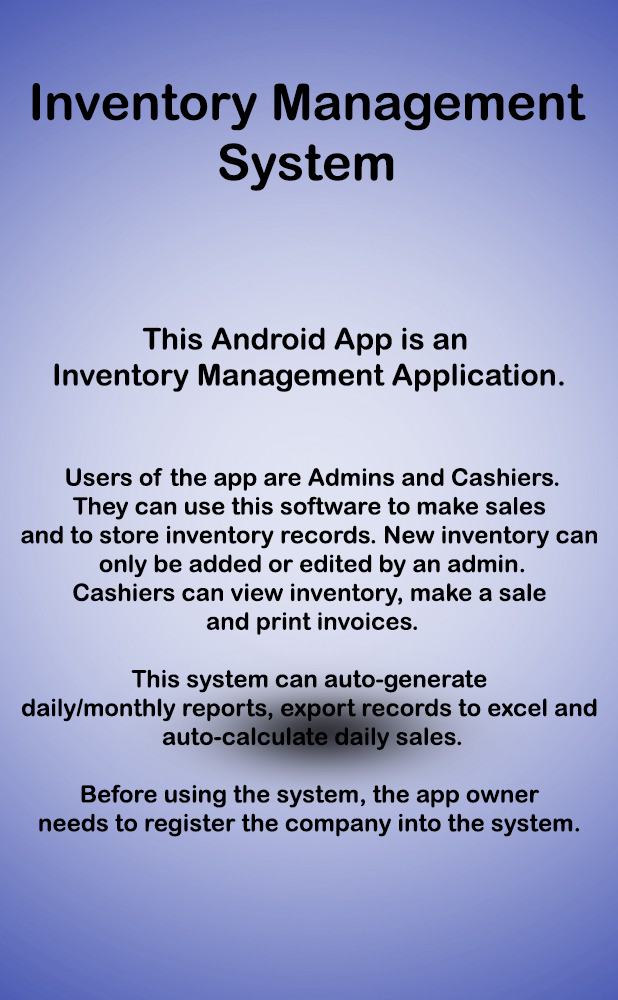 Inventory Management
System
This Android App is an
Inventory Management Application.
Users of the app are Admins and Cashiers.
They can use this software to make sales
and to store inventory records. New inventory can
only be added or edited by an admin.
Cashiers can view inventory, make a sale
and print invoices.
This system can auto-generate
daily/monthly reports, export records to excel and
auto-calculate daily sales.
Before using the system, the app owner
needs to register the company into the system.